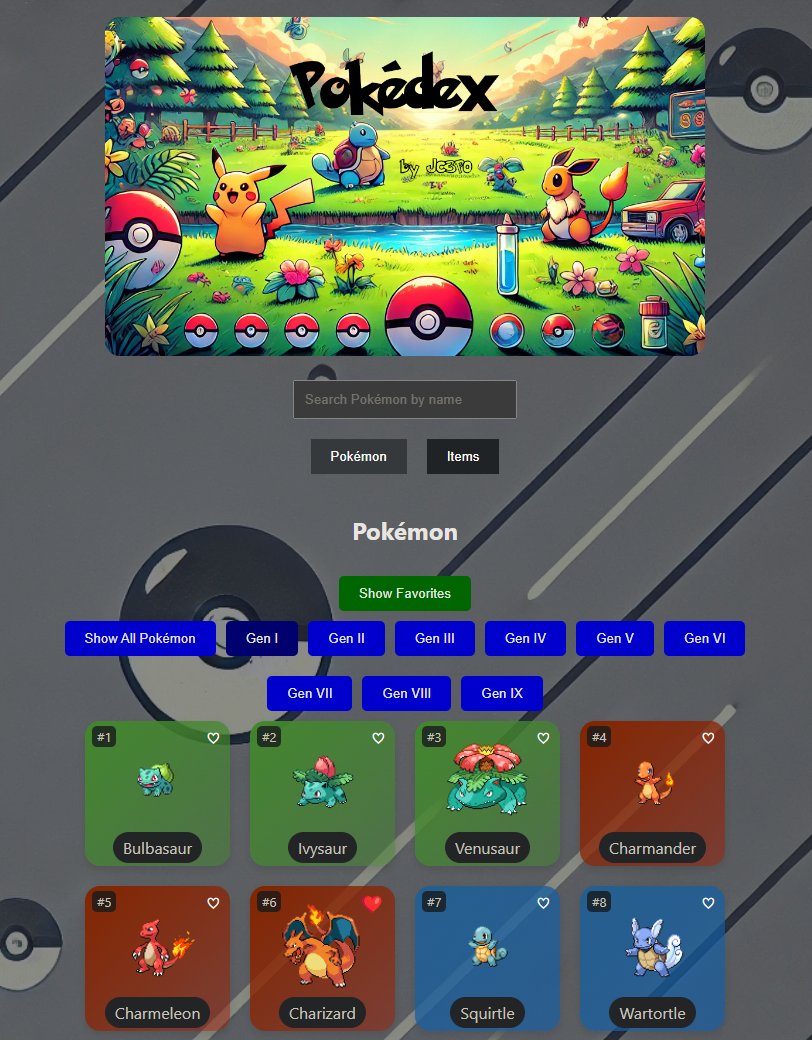 Pokédex
by Jc3po
Search Pokémon by name
Pokémon Items
Pokémon
Show Favorites
Show All Pokémon Gen I Gen II Gen III Gen IV Gen V Gen VI
Gen VII Gen VIII Gen IX
#1 #2 #3 #4
Bulbasaur Ivysaur Venusaur Charmander
#5 #6 #7 #8
Charmeleon Charizard Squirtle Wartortle